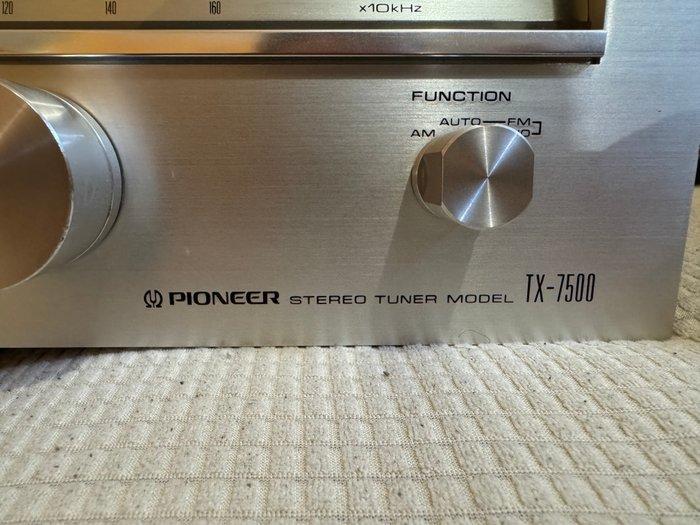 120 140 160 x10kHz
FUNCTION
AUTO FM
AM
PIONEER STEREO TUNER MODEL TX-7500